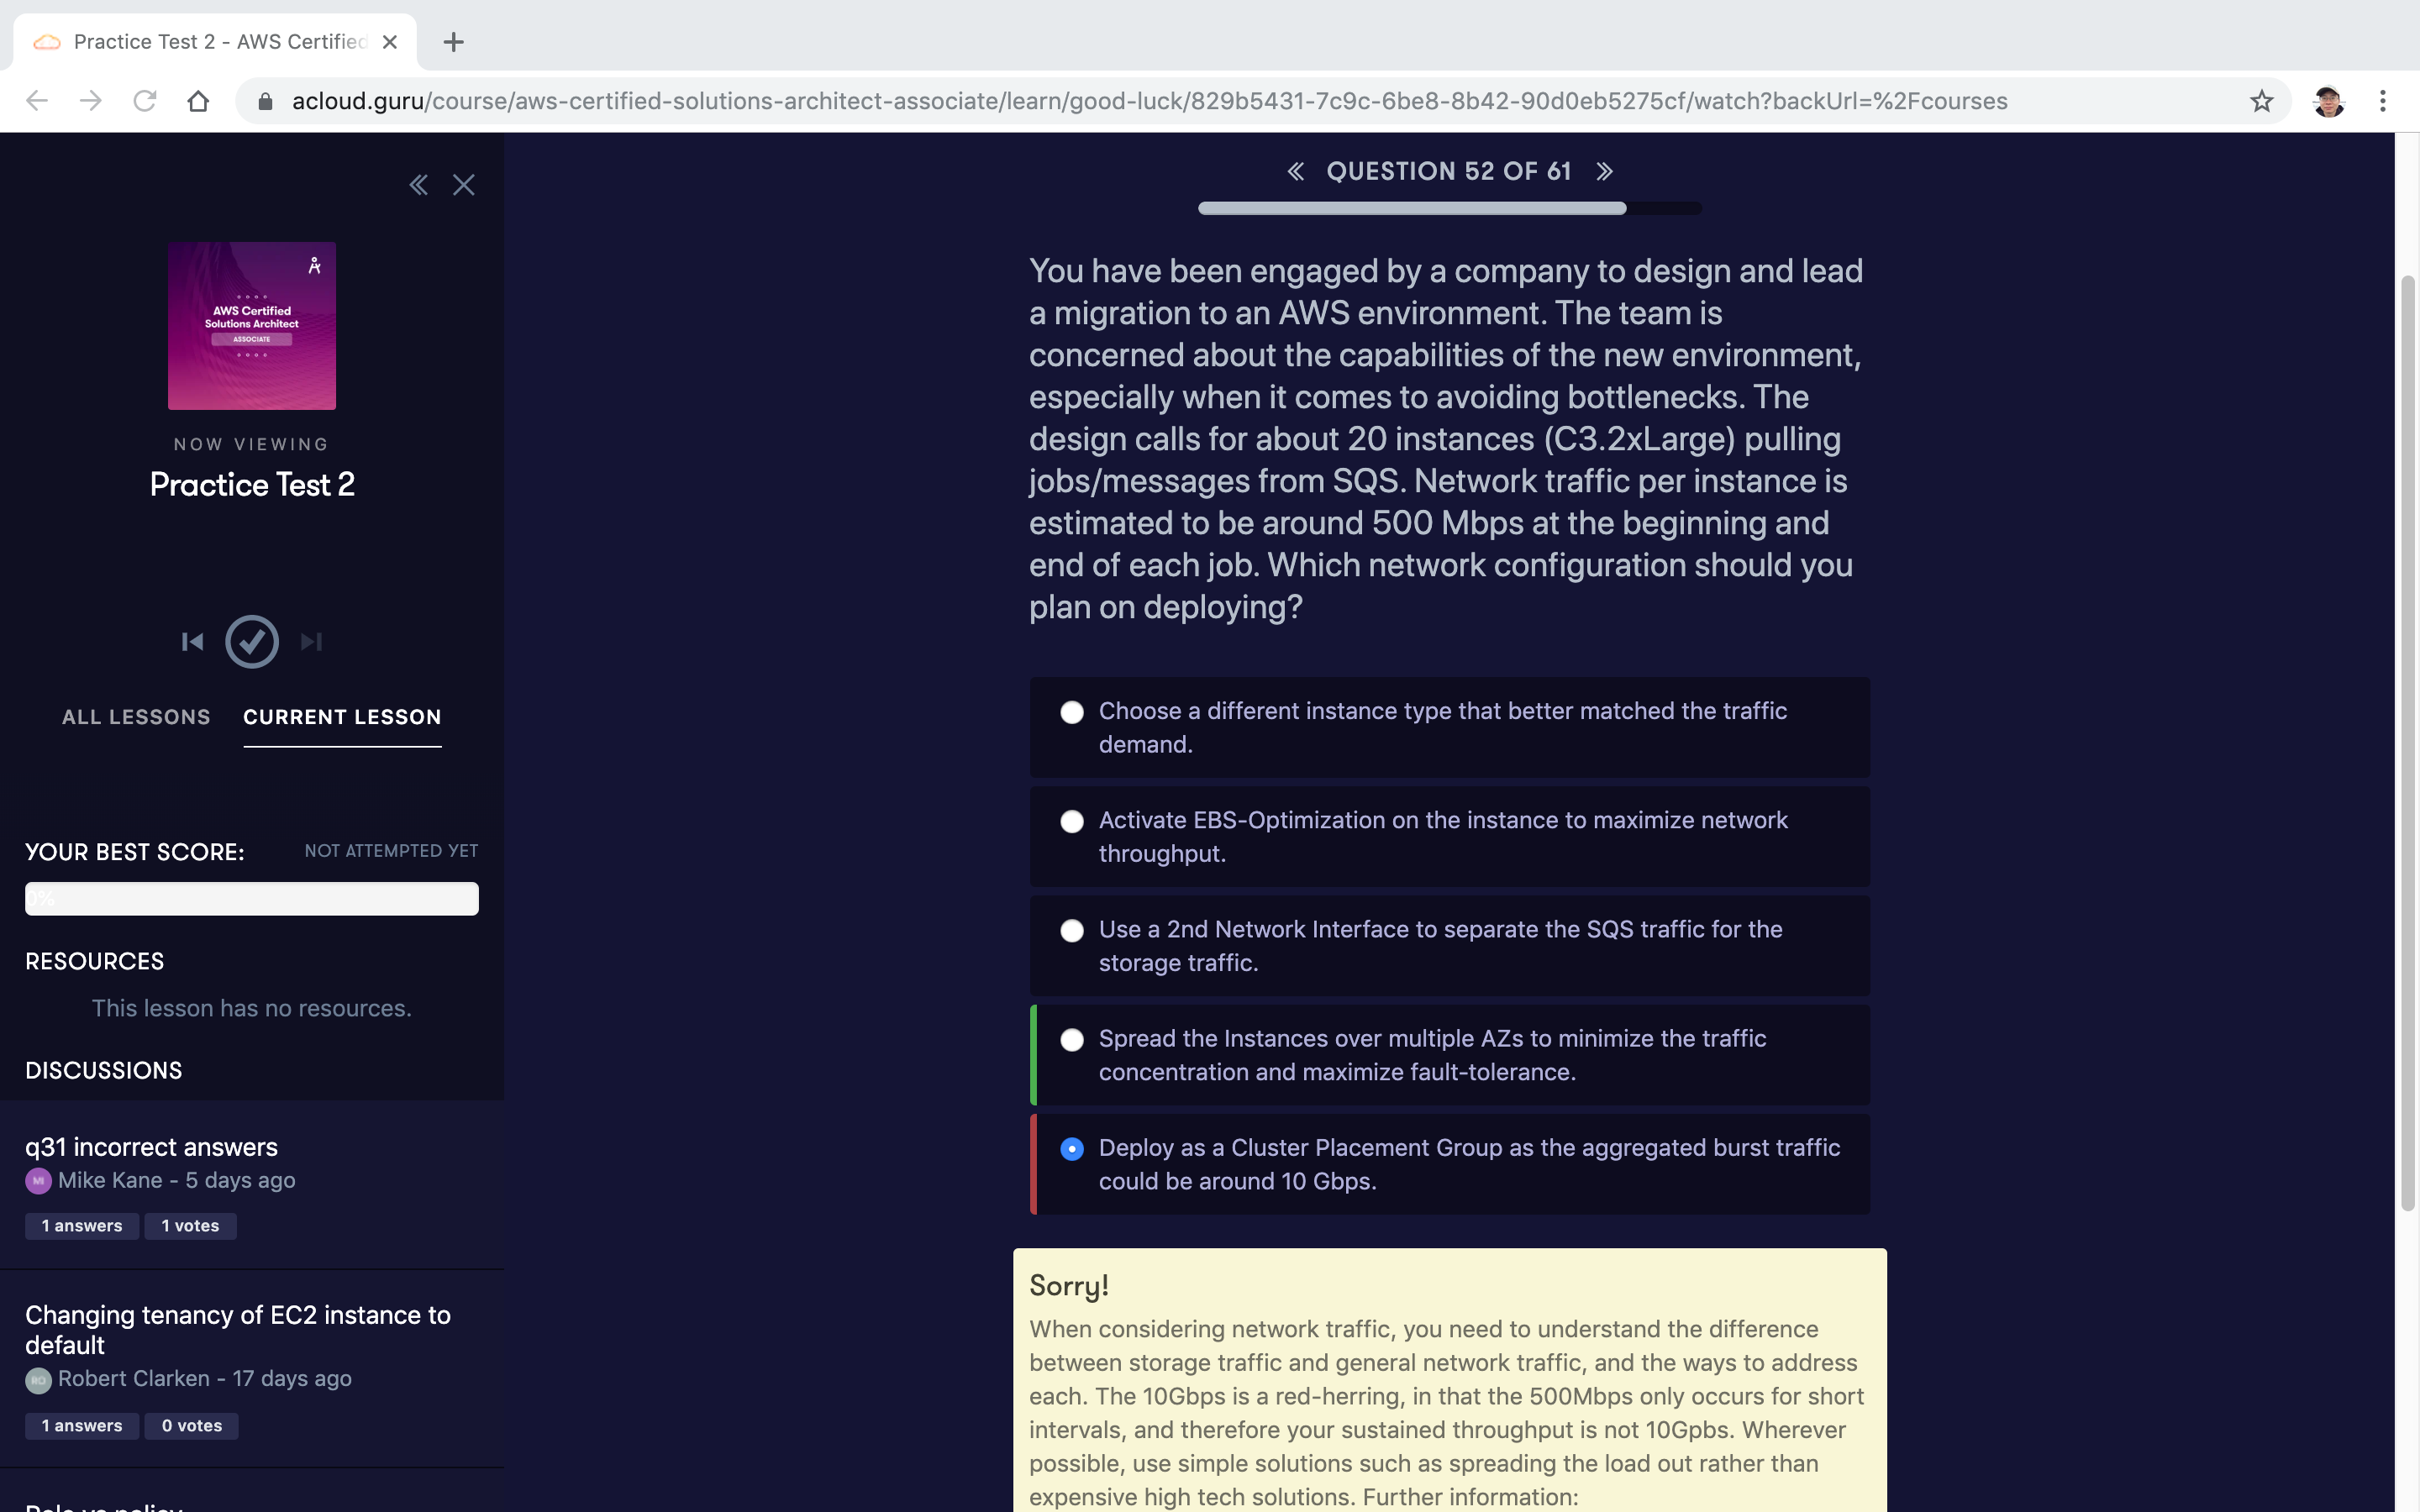 Practice Test 2 - AWS Certified
acloud.guru/course/aws-certified-solutions-architect-associate/learn/good-luck/829b5431-7c9c-6be8-8b42-90d0eb5275cf/watch?backUrl=%2Fcourses
AWS Certified
Solutions Architect
ASSOCIATE
NOW VIEWING
Practice Test 2
ALL LESSONS
CURRENT LESSON
YOUR BEST SCORE:
NOT ATTEMPTED YET
0%
RESOURCES
This lesson has no resources.
DISCUSSIONS
q31 incorrect answers
MI
Mike Kane - 5 days ago
1 answers
1 votes
Changing tenancy of EC2 instance to
default
RO
Robert Clarken - 17 days ago
1 answers
0 votes
QUESTION 52 OF 61
You have been engaged by a company to design and lead
a migration to an AWS environment. The team is
concerned about the capabilities of the new environment,
especially when it comes to avoiding bottlenecks. The
design calls for about 20 instances (C3.2xLarge) pulling
jobs/messages from SQS. Network traffic per instance is
estimated to be around 500 Mbps at the beginning and
end of each job. Which network configuration should you
plan on deploying?
Choose a different instance type that better matched the traffic
demand.
Activate EBS-Optimization on the instance to maximize network
throughput.
Use a 2nd Network Interface to separate the SQS traffic for the
storage traffic.
Spread the Instances over multiple AZs to minimize the traffic
concentration and maximize fault-tolerance.
Deploy as a Cluster Placement Group as the aggregated burst traffic
could be around 10 Gbps.
Sorry!
When considering network traffic, you need to understand the difference
between storage traffic and general network traffic, and the ways to address
each. The 10Gbps is a red-herring, in that the 500Mbps only occurs for short
intervals, and therefore your sustained throughput is not 10Gpbs. Wherever
possible, use simple solutions such as spreading the load out rather than
expensive high tech solutions. Further information: